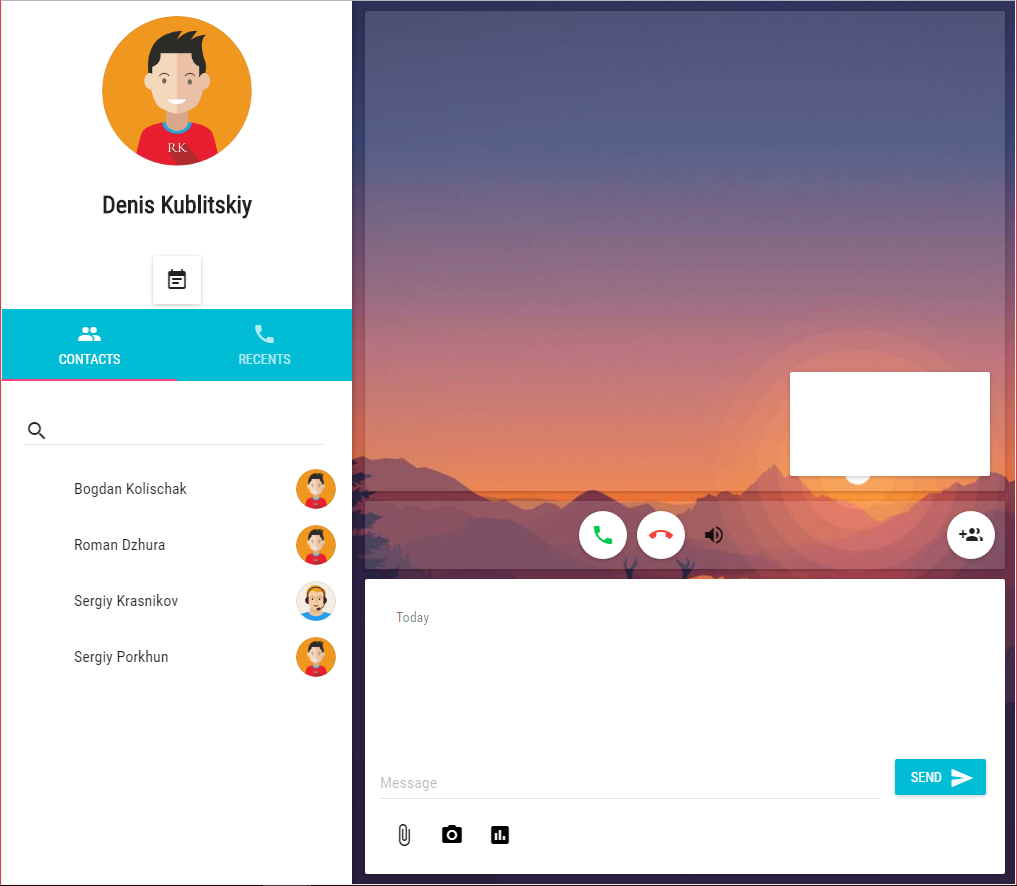 RK
Denis Kublitskiy
CONTACTS
RECENTS
Bogdan Kolischak
Roman Dzhura
Sergiy Krasnikov
Sergiy Porkhun
Today
Message
SEND